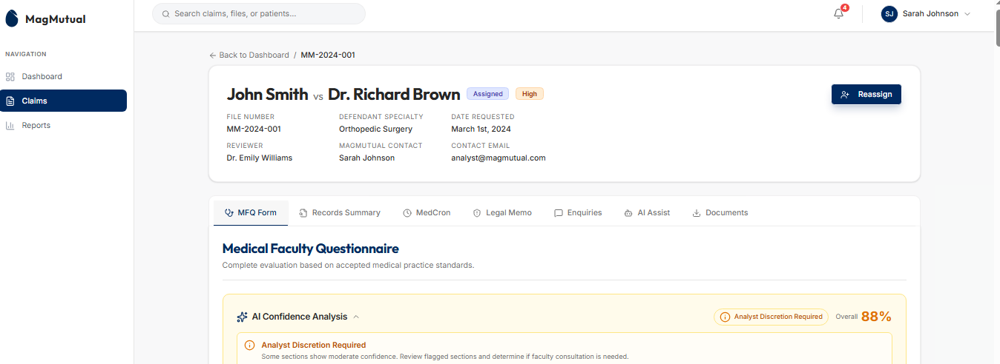 MagMutual
Search claims, files, or patients...
4
SJ Sarah Johnson
NAVIGATION
Dashboard
Claims
Reports
Back to Dashboard / MM-2024-001
John Smith vs Dr. Richard Brown Assigned High
Reassign
FILE NUMBER DEFENDANT SPECIALTY DATE REQUESTED
MM-2024-001 Orthopedic Surgery March 1st, 2024
REVIEWER MAGMUTUAL CONTACT CONTACT EMAIL
Dr. Emily Williams Sarah Johnson analyst@magmutual.com
MFQ Form Records Summary MedCron Legal Memo Enquiries AI Assist Documents
Medical Faculty Questionnaire
Complete evaluation based on accepted medical practice standards.
AI Confidence Analysis Analyst Discretion Required Overall 88%
Analyst Discretion Required
Some sections show moderate confidence. Review flagged sections and determine if faculty consultation is needed.